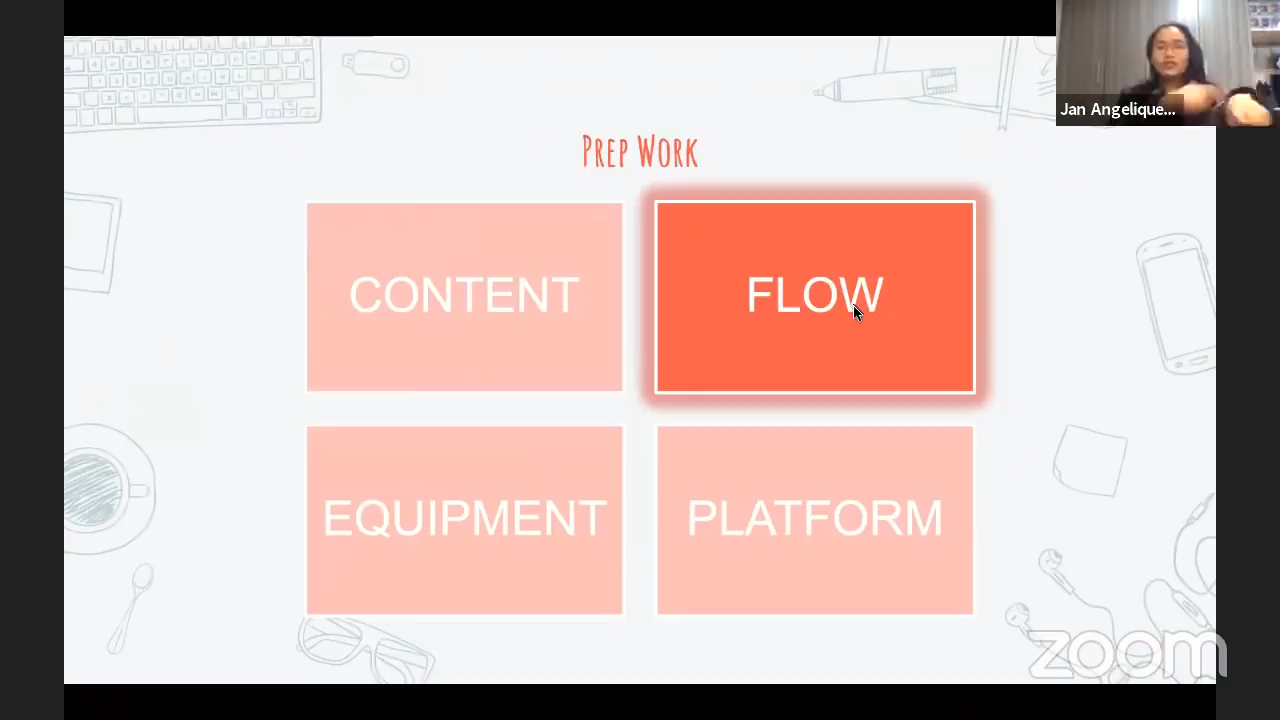 Jan Angelique...
Prep Work
CONTENT
FLOW
EQUIPMENT
PLATFORM
zoom